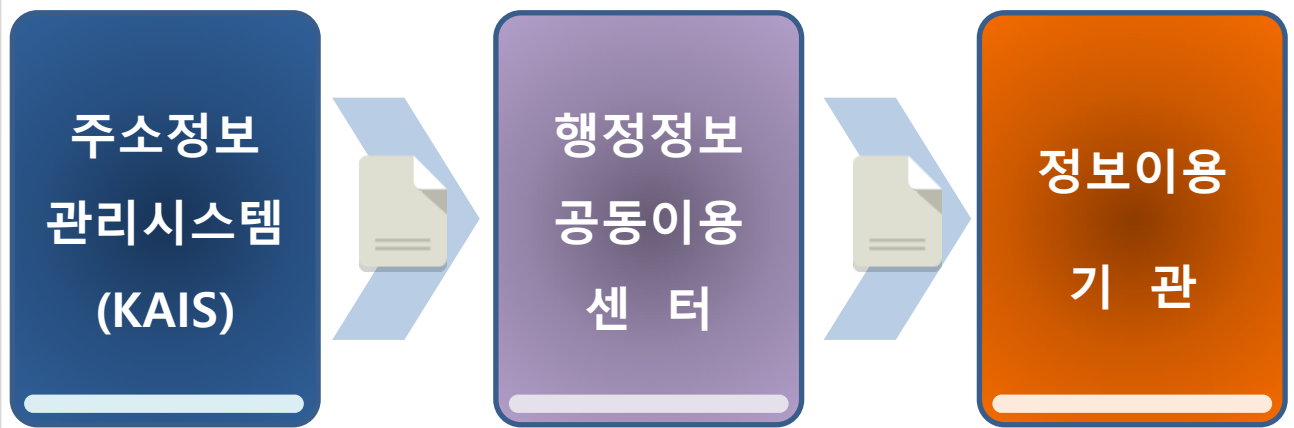 주소정보
관리시스템
(KAIS)
행정정보
공동이용
센 터
정보이용
기 관